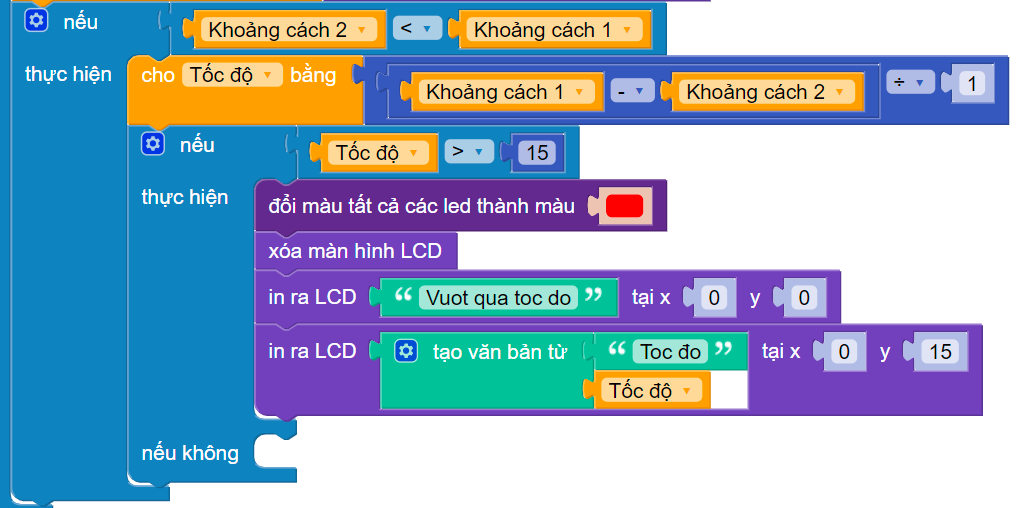 nếu Khoảng cách 2 < Khoảng cách 1
thực hiện cho Tốc độ bằng Khoảng cách 1 - Khoảng cách 2 ÷ 1
nếu Tốc độ > 15
thực hiện đổi màu tất cả các led thành màu
xóa màn hình LCD
in ra LCD “ Vuot qua toc do ” tại x 0 y 0
in ra LCD tạo văn bản từ “ Toc do ” tại x 0 y 15
Tốc độ
nếu không